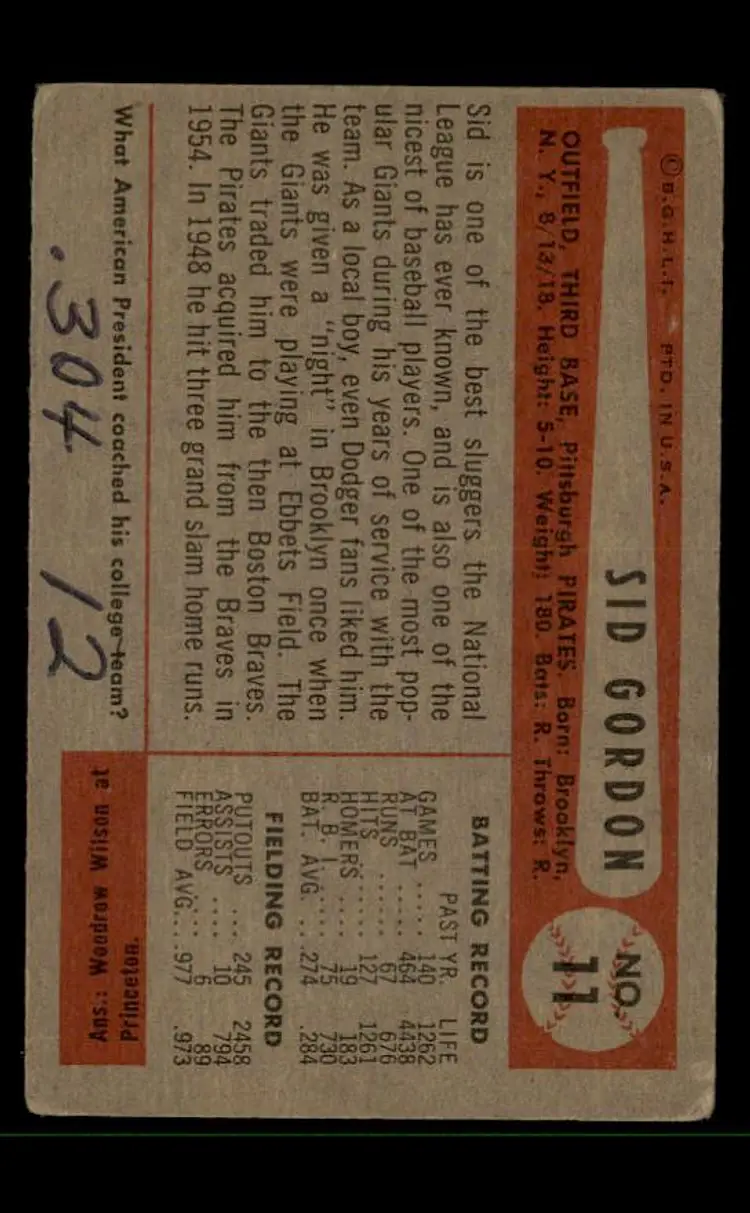 © B.G.H.L.I. PTD. IN U.S.A.
SID GORDON
NO.
11
OUTFIELD, THIRD BASE, Pittsburgh PIRATES. Born: Brooklyn,
N. Y., 8/13/18. Height: 5-10. Weight: 180. Bats: R. Throws: R.
Sid is one of the best sluggers the National
League has ever known, and is also one of the
nicest of baseball players. One of the most pop-
ular Giants during his years of service with the
team. As a local boy, even Dodger fans liked him.
He was given a "night" in Brooklyn once when
the Giants were playing at Ebbets Field. The
Giants traded him to the then Boston Braves.
The Pirates acquired him from the Braves in
1954. In 1948 he hit three grand slam home runs.
BATTING RECORD
PAST YR. LIFE
GAMES ..... 140 1262
AT BAT ..... 464 4438
RUNS ...... 67 676
HITS ...... 127 1261
HOMERS ... 19 183
R. B. I. .... 75 730
BAT. AVG. ...274 .284
FIELDING RECORD
PUTOUTS ... 245 2458
ASSISTS .... 10 794
ERRORS .... 6 89
FIELD AVG....977 .973
What American President coached his college team?
.304 12
Ans.: Woodrow Wilson at
Princeton.